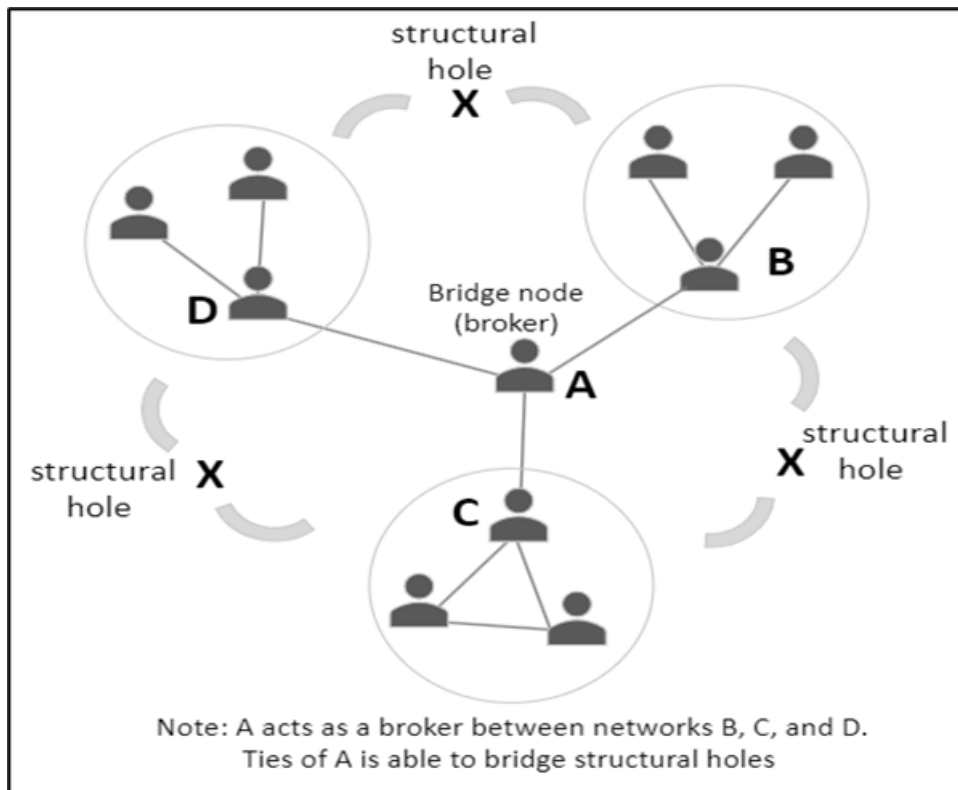 structural
hole
X
B
D
Bridge node
(broker)
A
structural
hole
X
X
structural
hole
C
Note: A acts as a broker between networks B, C, and D.
Ties of A is able to bridge structural holes